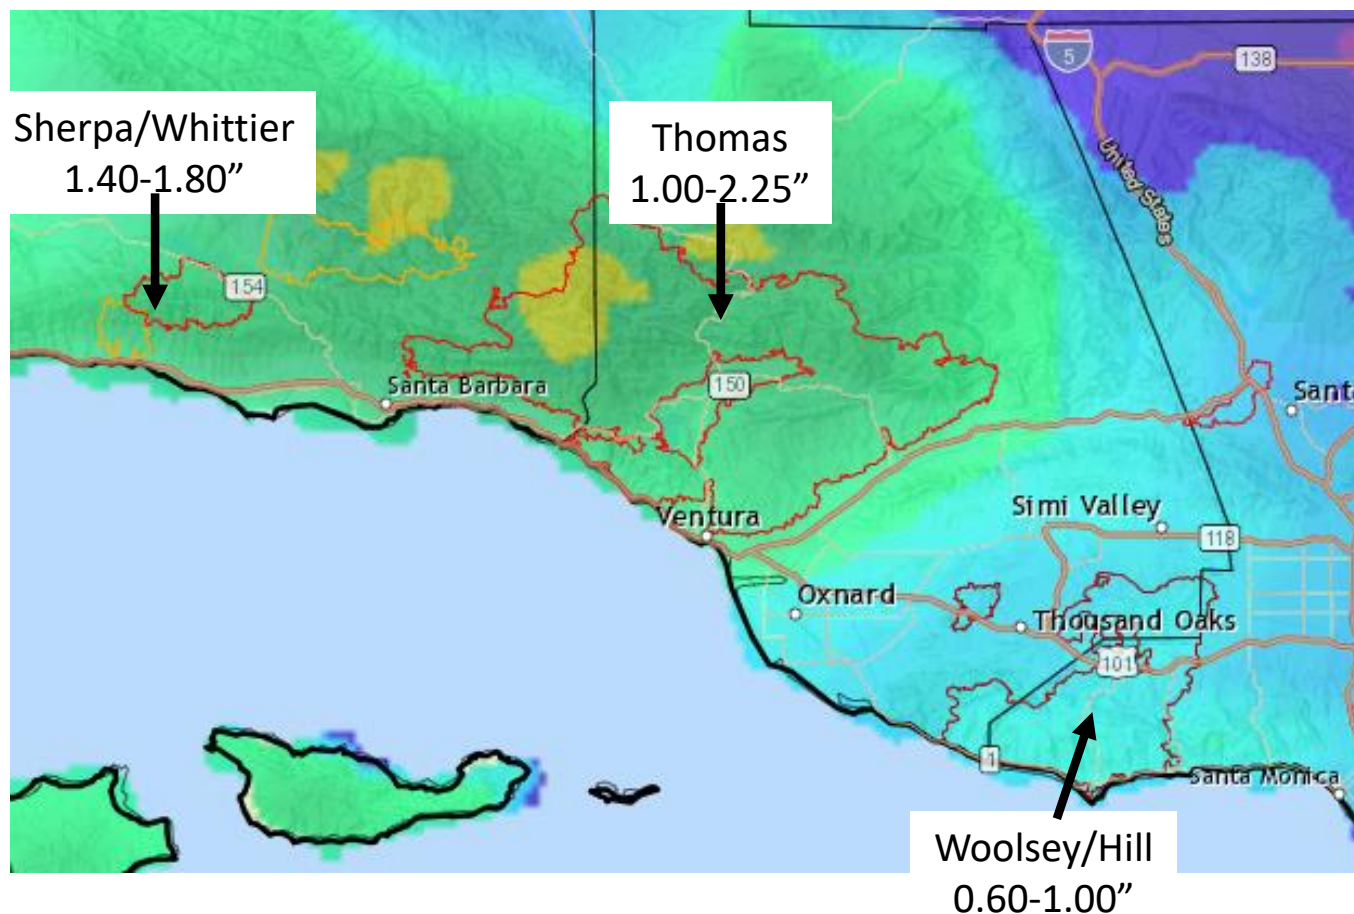 5
138
Sherpa/Whittier
1.40-1.80”
Thomas
1.00-2.25”
United States
154
Santa Barbara
150
Ventura
Simi Valley
118
Oxnard
Thousand Oaks
101
1
Santa Monica
Woolsey/Hill
0.60-1.00”